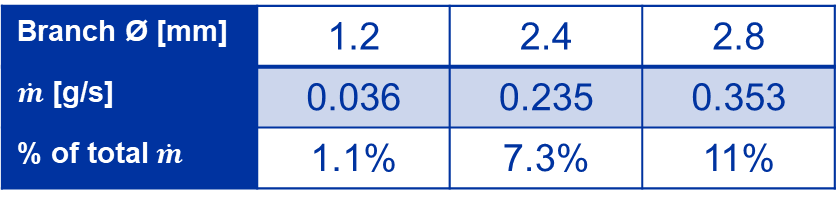 Branch Ø [mm] 1.2 2.4 2.8
ṁ [g/s] 0.036 0.235 0.353
% of total ṁ 1.1% 7.3% 11%